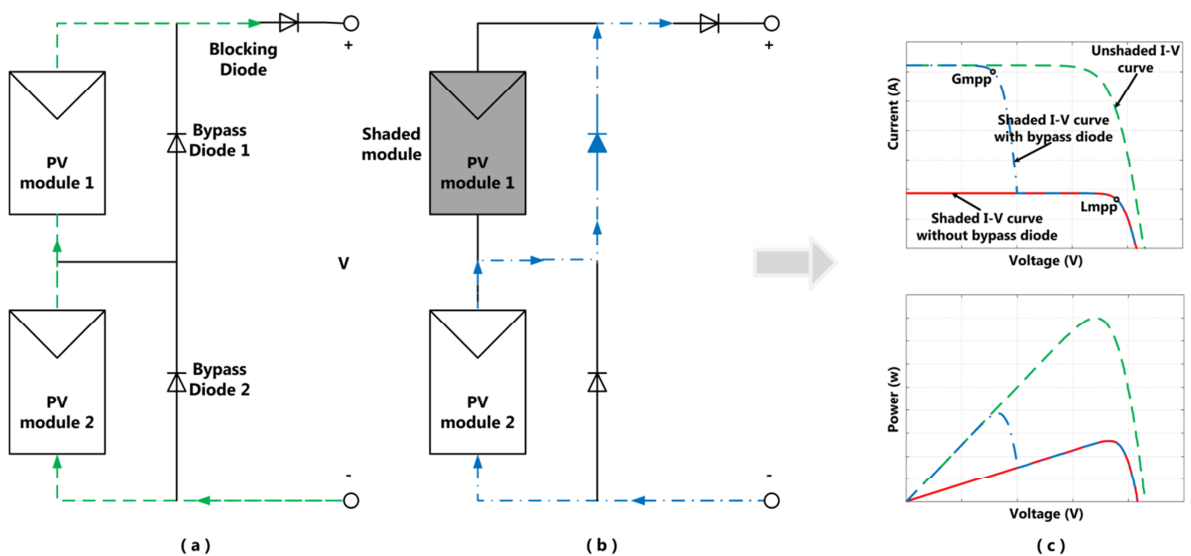 Blocking
Diode
+
Bypass
Diode 1
PV
module 1
V
Bypass
Diode 2
PV
module 2
-
( a )
+
Shaded
module
PV
module 1
PV
module 2
-
( b )
Unshaded I-V
curve
Gmpp
Shaded I-V curve
with bypass diode
Current (A)
Lmpp
Shaded I-V curve
without bypass diode
Voltage (V)
Power (w)
Voltage (V)
( c )